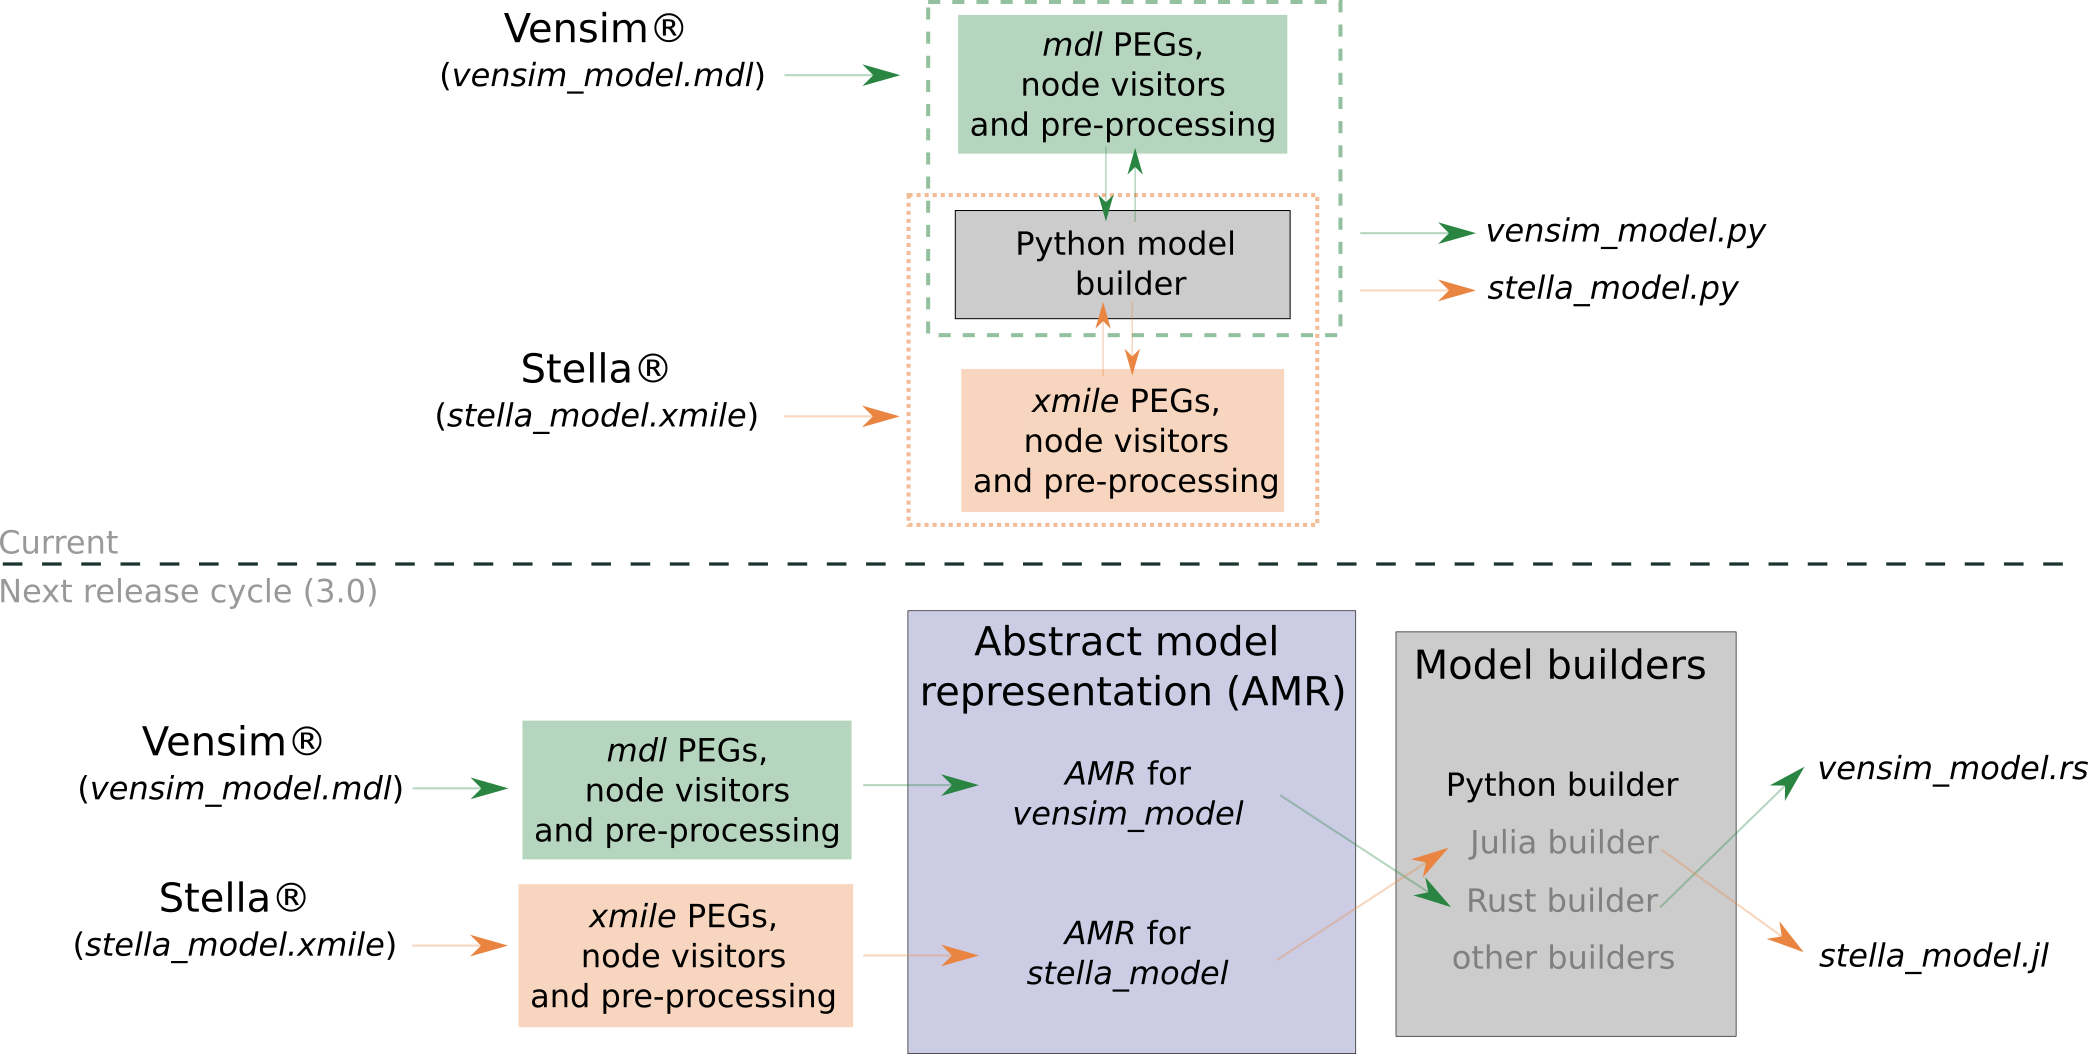 Vensim®
(vensim_model.mdl)
mdl PEGs,
node visitors
and pre-processing
Python model
builder
vensim_model.py
stella_model.py
Stella®
(stella_model.xmile)
xmile PEGs,
node visitors
and pre-processing
Current
Next release cycle (3.0)
Abstract model
representation (AMR)
Model builders
Vensim®
(vensim_model.mdl)
mdl PEGs,
node visitors
and pre-processing
AMR for
vensim_model
Python builder
Julia builder
Rust builder
other builders
vensim_model.rs
Stella®
(stella_model.xmile)
xmile PEGs,
node visitors
and pre-processing
AMR for
stella_model
stella_model.jl